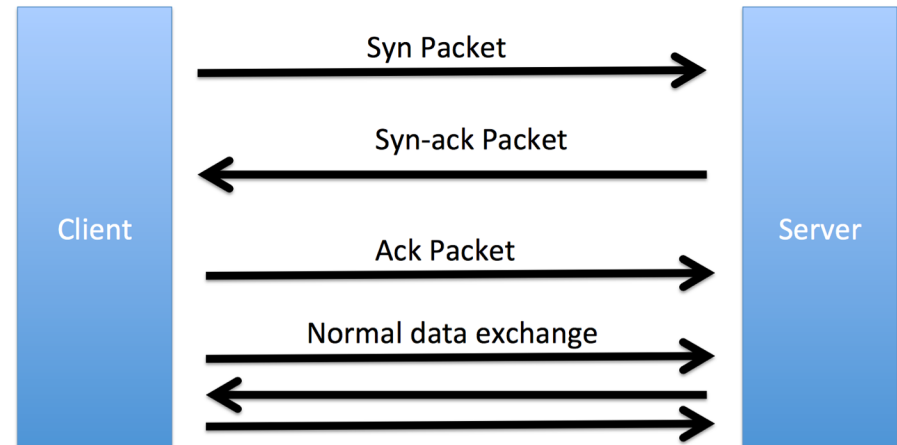 Syn Packet
Syn-ack Packet
Client
Server
Ack Packet
Normal data exchange